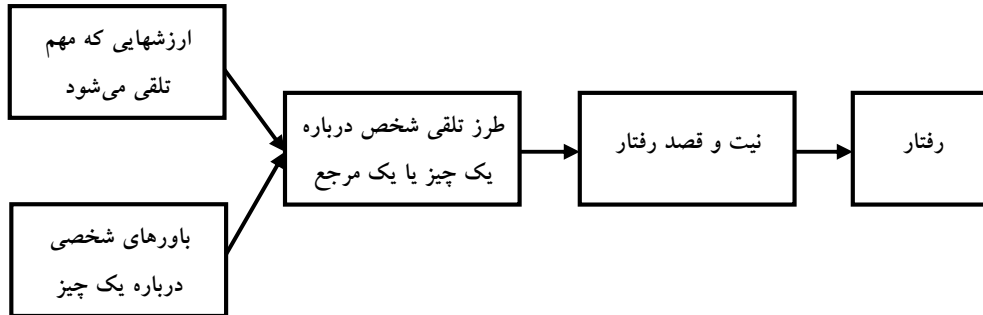 ارزشهایی که مهم
تلقی می‌شود
باورهای شخصی
درباره یک چیز
طرز تلقی شخص درباره
یک چیز یا یک مرجع
نیت و قصد رفتار
رفتار